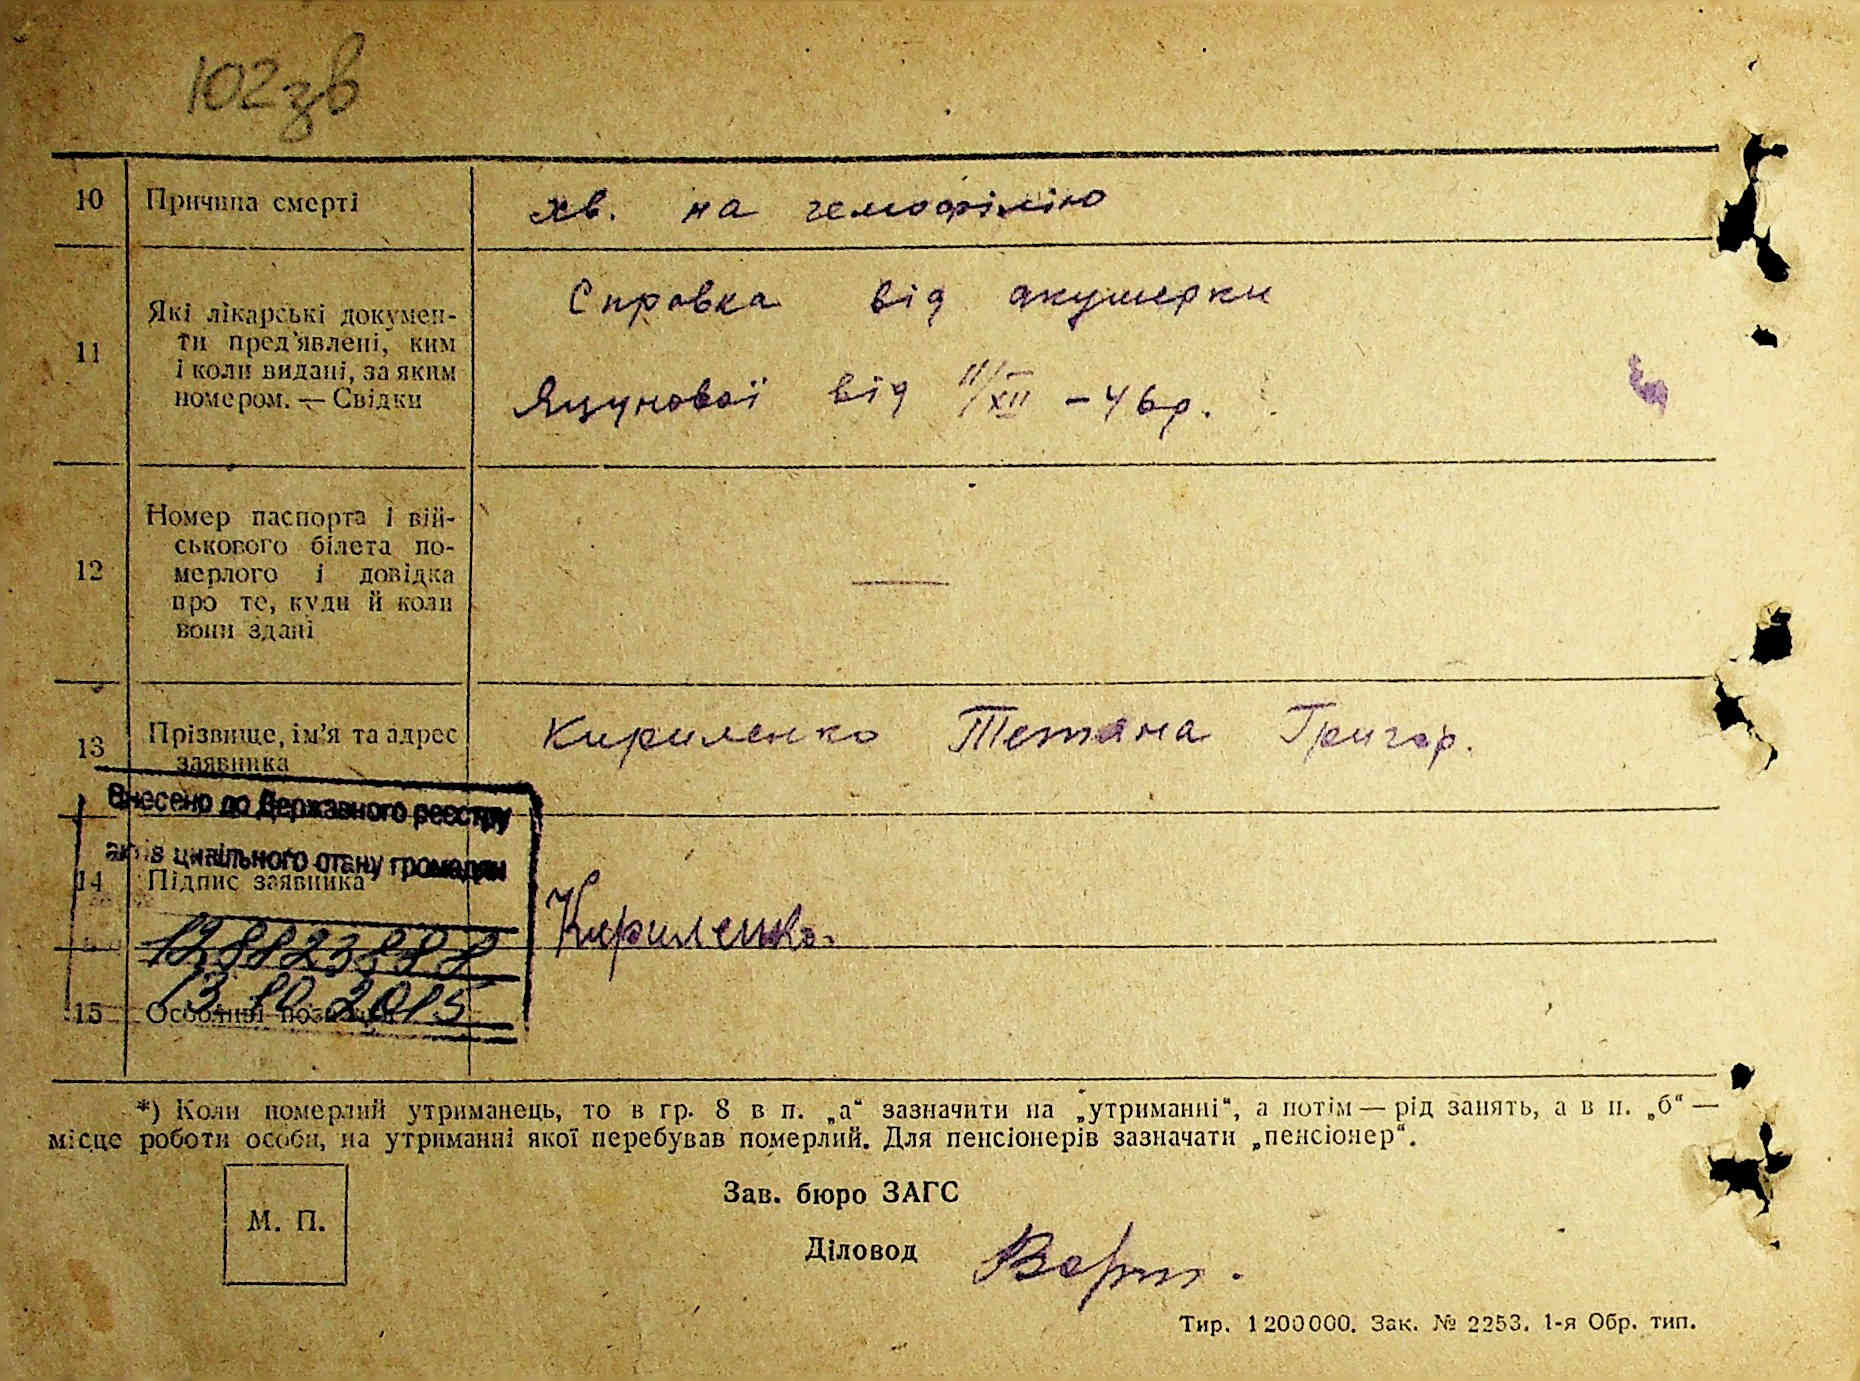 102 зв
10 Причина смерті хв. на гемофілію
Справка від акушерки
11 Які лікарські докумен-
ти пред'явлені, ким
і коли видані, за яким
номером. — Свідки
Яцунової від 11/XII - 46р.
12 Номер паспорта і вій-
ськового білета по-
мерлого і довідка
про те, куди й коли
вони здані
—
13 Прізвище, ім'я та адрес
заявника
Кириленко Тетяна Григор.
Внесено до Державного реєстру
актів цивільного стану громадян
14 Підпис заявника
Кириленко.
13.10.2015
15 Особливі
*) Коли померлий утриманець, то в гр. 8 в п. „а“ зазначити на „утриманні“, а потім — рід занять, а в п. „б“ —
місце роботи особи, на утриманні якої перебував померлий. Для пенсіонерів зазначати „пенсіонер“.
М. П.
Зав. бюро ЗАГС
Діловод
Тир. 1200000. Зак. № 2253. 1-я Обр. тип.